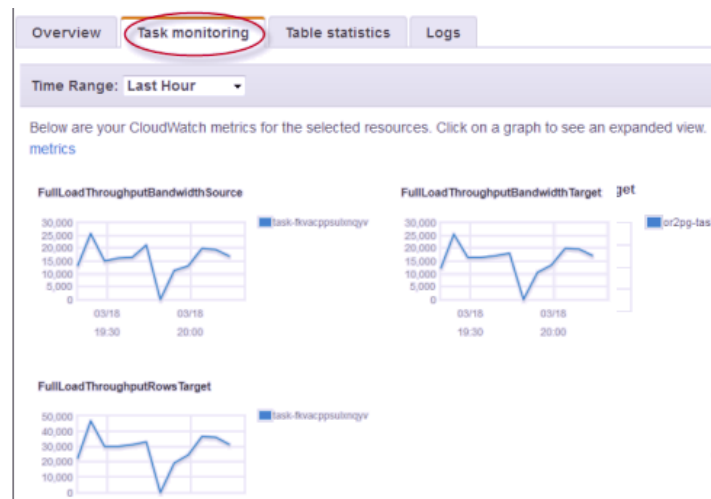 Overview Task monitoring Table statistics Logs
Time Range: Last Hour
Below are your CloudWatch metrics for the selected resources. Click on a graph to see an expanded view.
metrics
FullLoadThroughputBandwidthSource
30,000
25,000
20,000
15,000
10,000
5,000
0
03/18 03/18
19:30 20:00
FullLoadThroughputBandwidthTarget
30,000
25,000
20,000
15,000
10,000
5,000
0
03/18 03/18
19:30 20:00
get
or2pg-tas
FullLoadThroughputRowsTarget
50,000
40,000
30,000
20,000
10,000
0